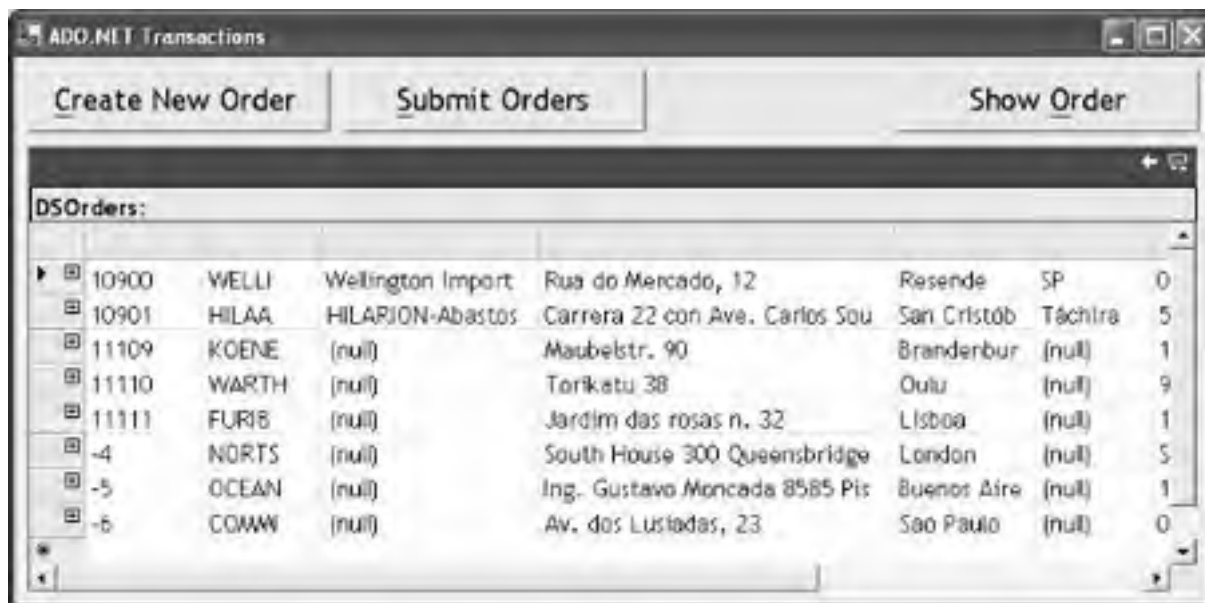 ADO.NET Transactions
Create New Order Submit Orders Show Order
DSOrders:
10900 WELLI Wellington Import Rua do Mercado, 12 Resende SP 0
10901 HILAA HILARION-Abastos Carrera 22 con Ave. Carlos Sou San Cristób Táchira 5
11109 KOENE (null) Maubelstr. 90 Brandenbur (null) 1
11110 WARTH (null) Torikatu 38 Oulu (null) 9
11111 FURIB (null) Jardim das rosas n. 32 Lisboa (null) 1
-4 NORTS (null) South House 300 Queensbridge London (null) S
-5 OCEAN (null) Ing. Gustavo Moncada 8585 Pis Buenos Aire (null) 1
-6 COMMI (null) Av. dos Lusíadas, 23 Sao Paulo (null) 0